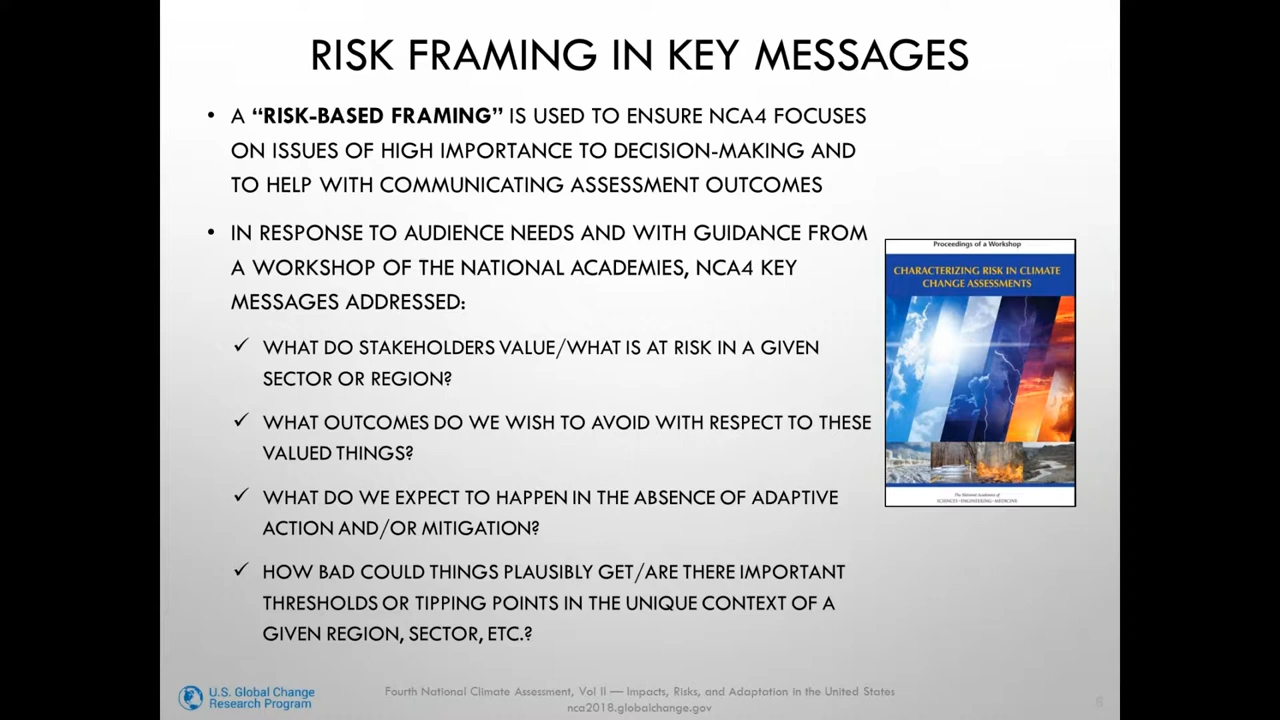 RISK FRAMING IN KEY MESSAGES
• A “RISK-BASED FRAMING” IS USED TO ENSURE NCA4 FOCUSES
ON ISSUES OF HIGH IMPORTANCE TO DECISION-MAKING AND
TO HELP WITH COMMUNICATING ASSESSMENT OUTCOMES
• IN RESPONSE TO AUDIENCE NEEDS AND WITH GUIDANCE FROM
A WORKSHOP OF THE NATIONAL ACADEMIES, NCA4 KEY
MESSAGES ADDRESSED:
✓ WHAT DO STAKEHOLDERS VALUE/WHAT IS AT RISK IN A GIVEN
SECTOR OR REGION?
✓ WHAT OUTCOMES DO WE WISH TO AVOID WITH RESPECT TO THESE
VALUED THINGS?
✓ WHAT DO WE EXPECT TO HAPPEN IN THE ABSENCE OF ADAPTIVE
ACTION AND/OR MITIGATION?
✓ HOW BAD COULD THINGS PLAUSIBLY GET/ARE THERE IMPORTANT
THRESHOLDS OR TIPPING POINTS IN THE UNIQUE CONTEXT OF A
GIVEN REGION, SECTOR, ETC.?
Proceedings of a Workshop
CHARACTERIZING RISK IN CLIMATE
CHANGE ASSESSMENTS
The National Academies of
SCIENCES • ENGINEERING • MEDICINE
U.S. Global Change
Research Program
Fourth National Climate Assessment, Vol II — Impacts, Risks, and Adaptation in the United States
nca2018.globalchange.gov